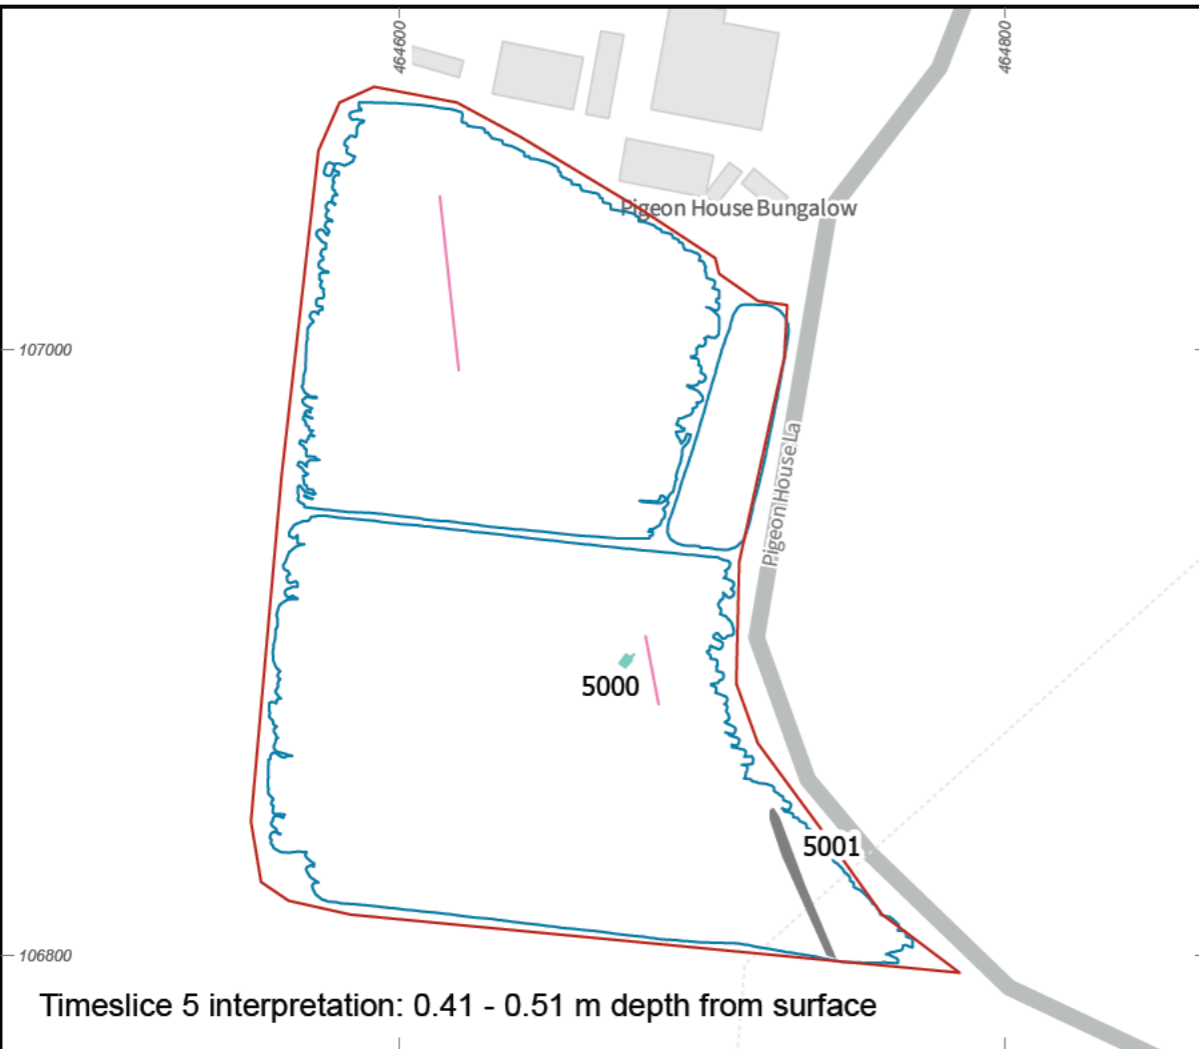 464600
464800
Pigeon House Bungalow
107000
Pigeon House La
5000
5001
106800
Timeslice 5 interpretation: 0.41 - 0.51 m depth from surface